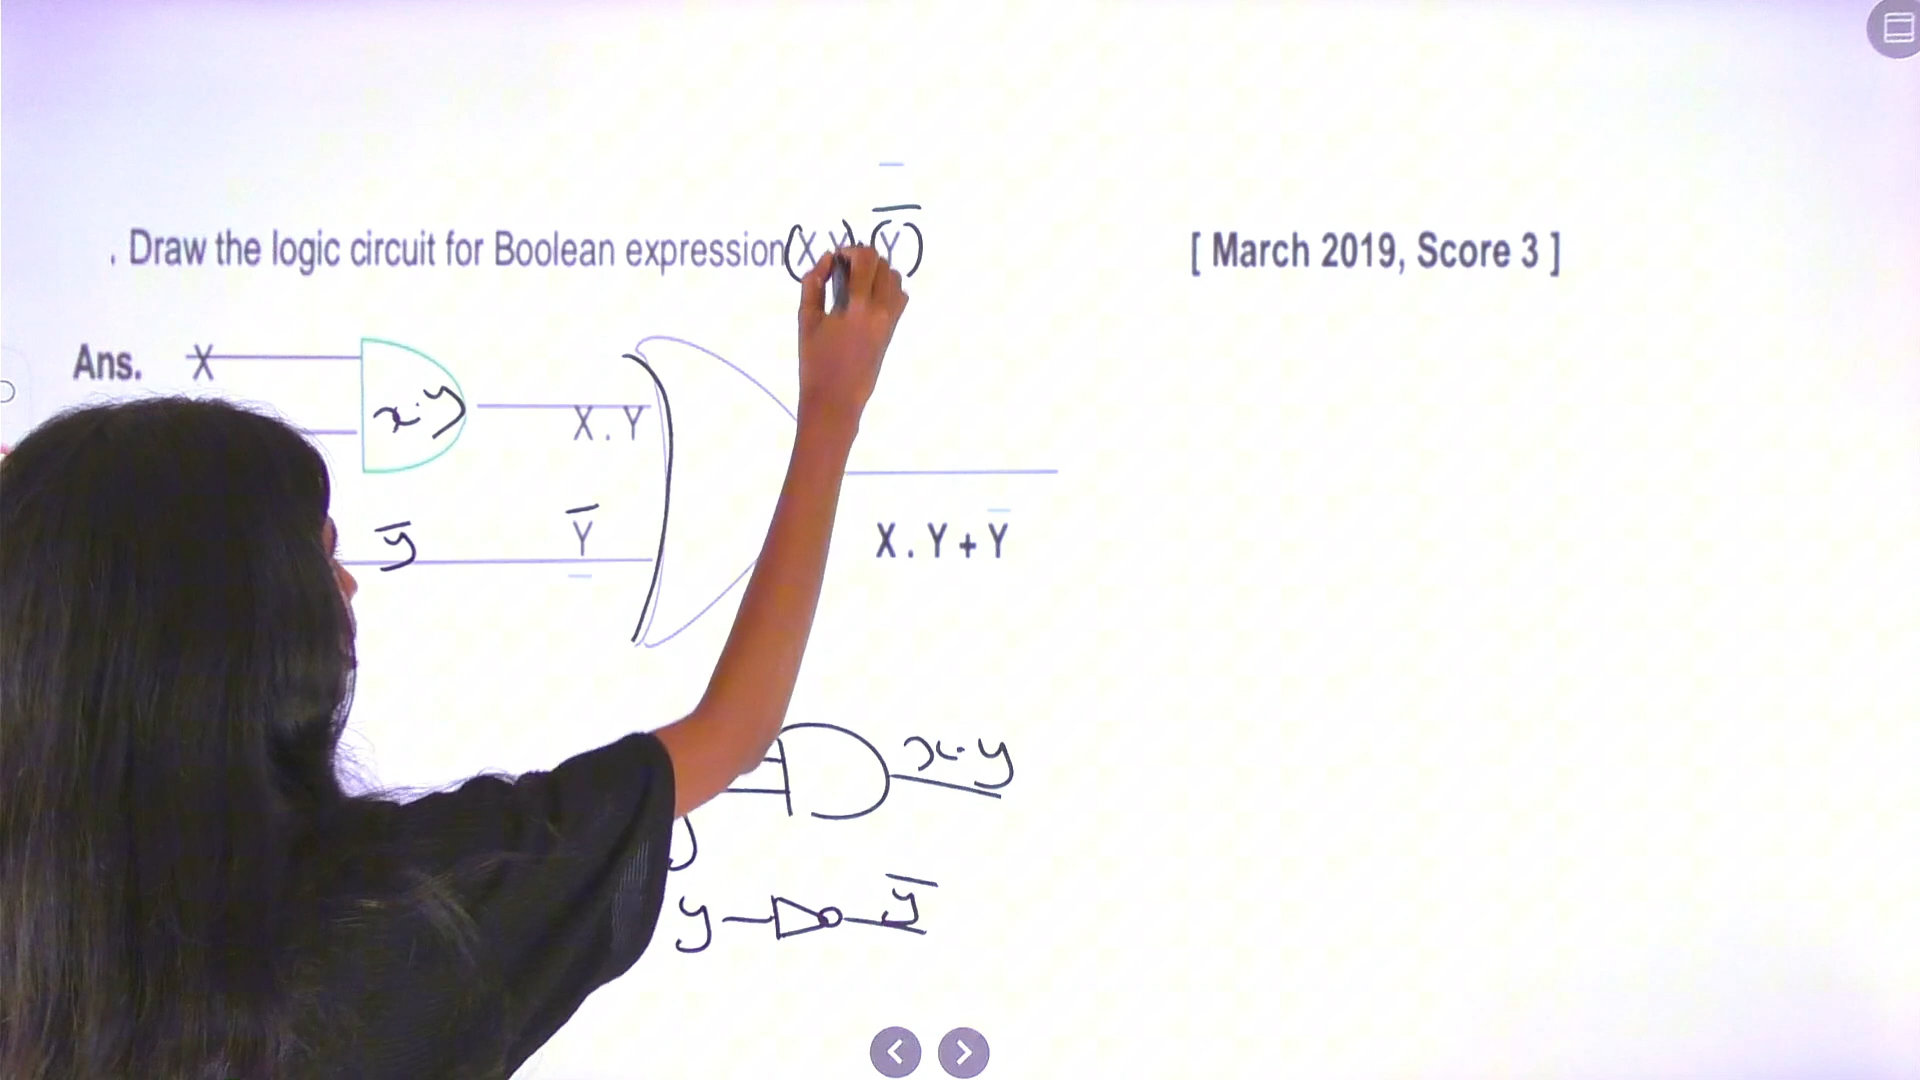 . Draw the logic circuit for Boolean expression (X.Y)+(Y̅) [ March 2019, Score 3 ]
Ans. X
x.y
X . Y
y̅
Y̅
X . Y + Y̅
x.y
y
y y̅